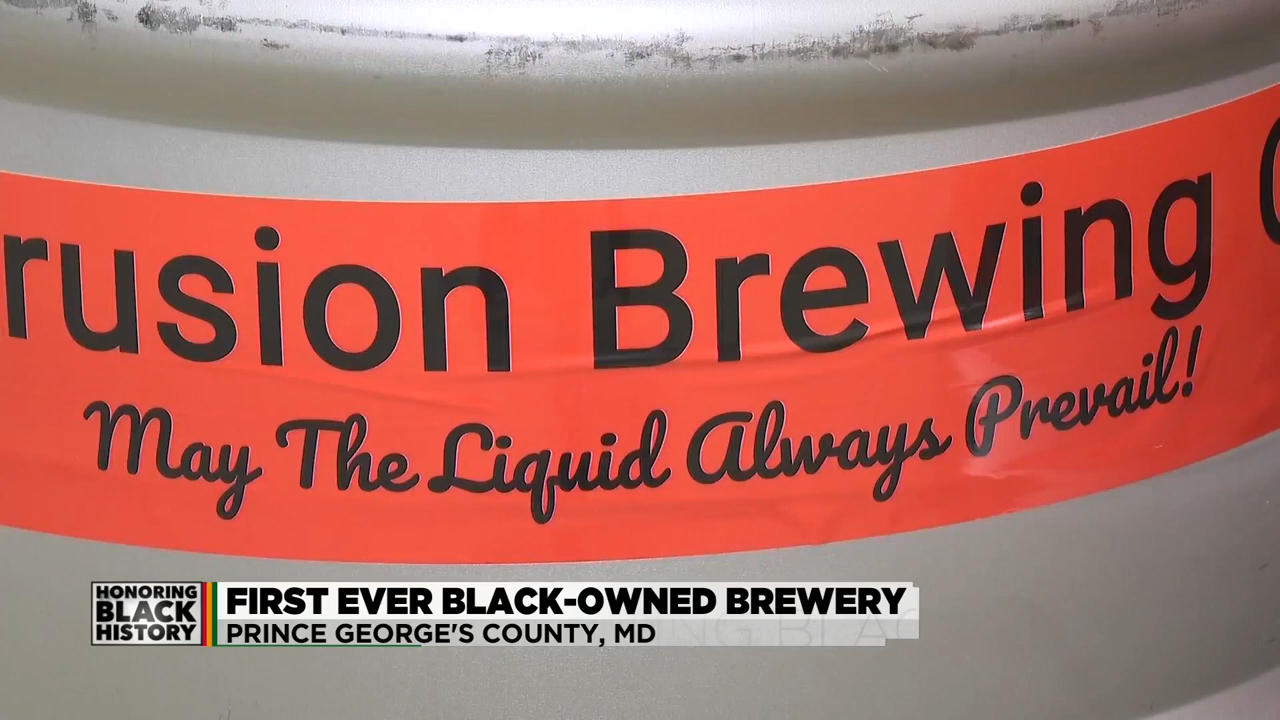 rusion Brewing
May The Liquid Always Prevail!
HONORING
BLACK
HISTORY
FIRST EVER BLACK-OWNED BREWERY
PRINCE GEORGE'S COUNTY, MD